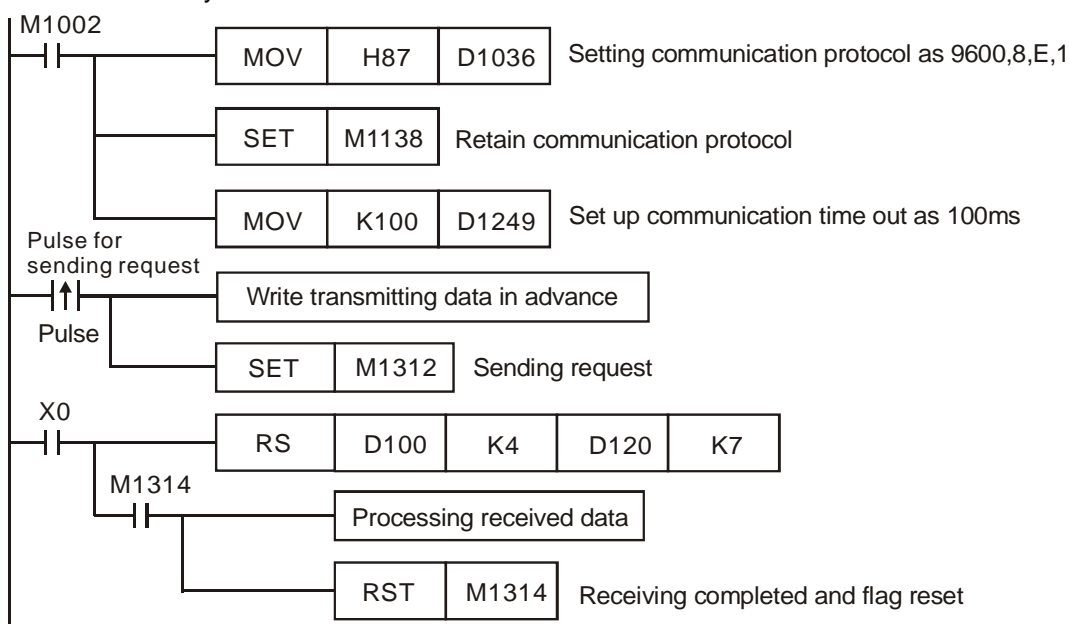 M1002
MOV H87 D1036 Setting communication protocol as 9600,8,E,1
SET M1138 Retain communication protocol
MOV K100 D1249 Set up communication time out as 100ms
Pulse for
sending request
Write transmitting data in advance
Pulse
SET M1312 Sending request
X0
RS D100 K4 D120 K7
M1314
Processing received data
RST M1314 Receiving completed and flag reset